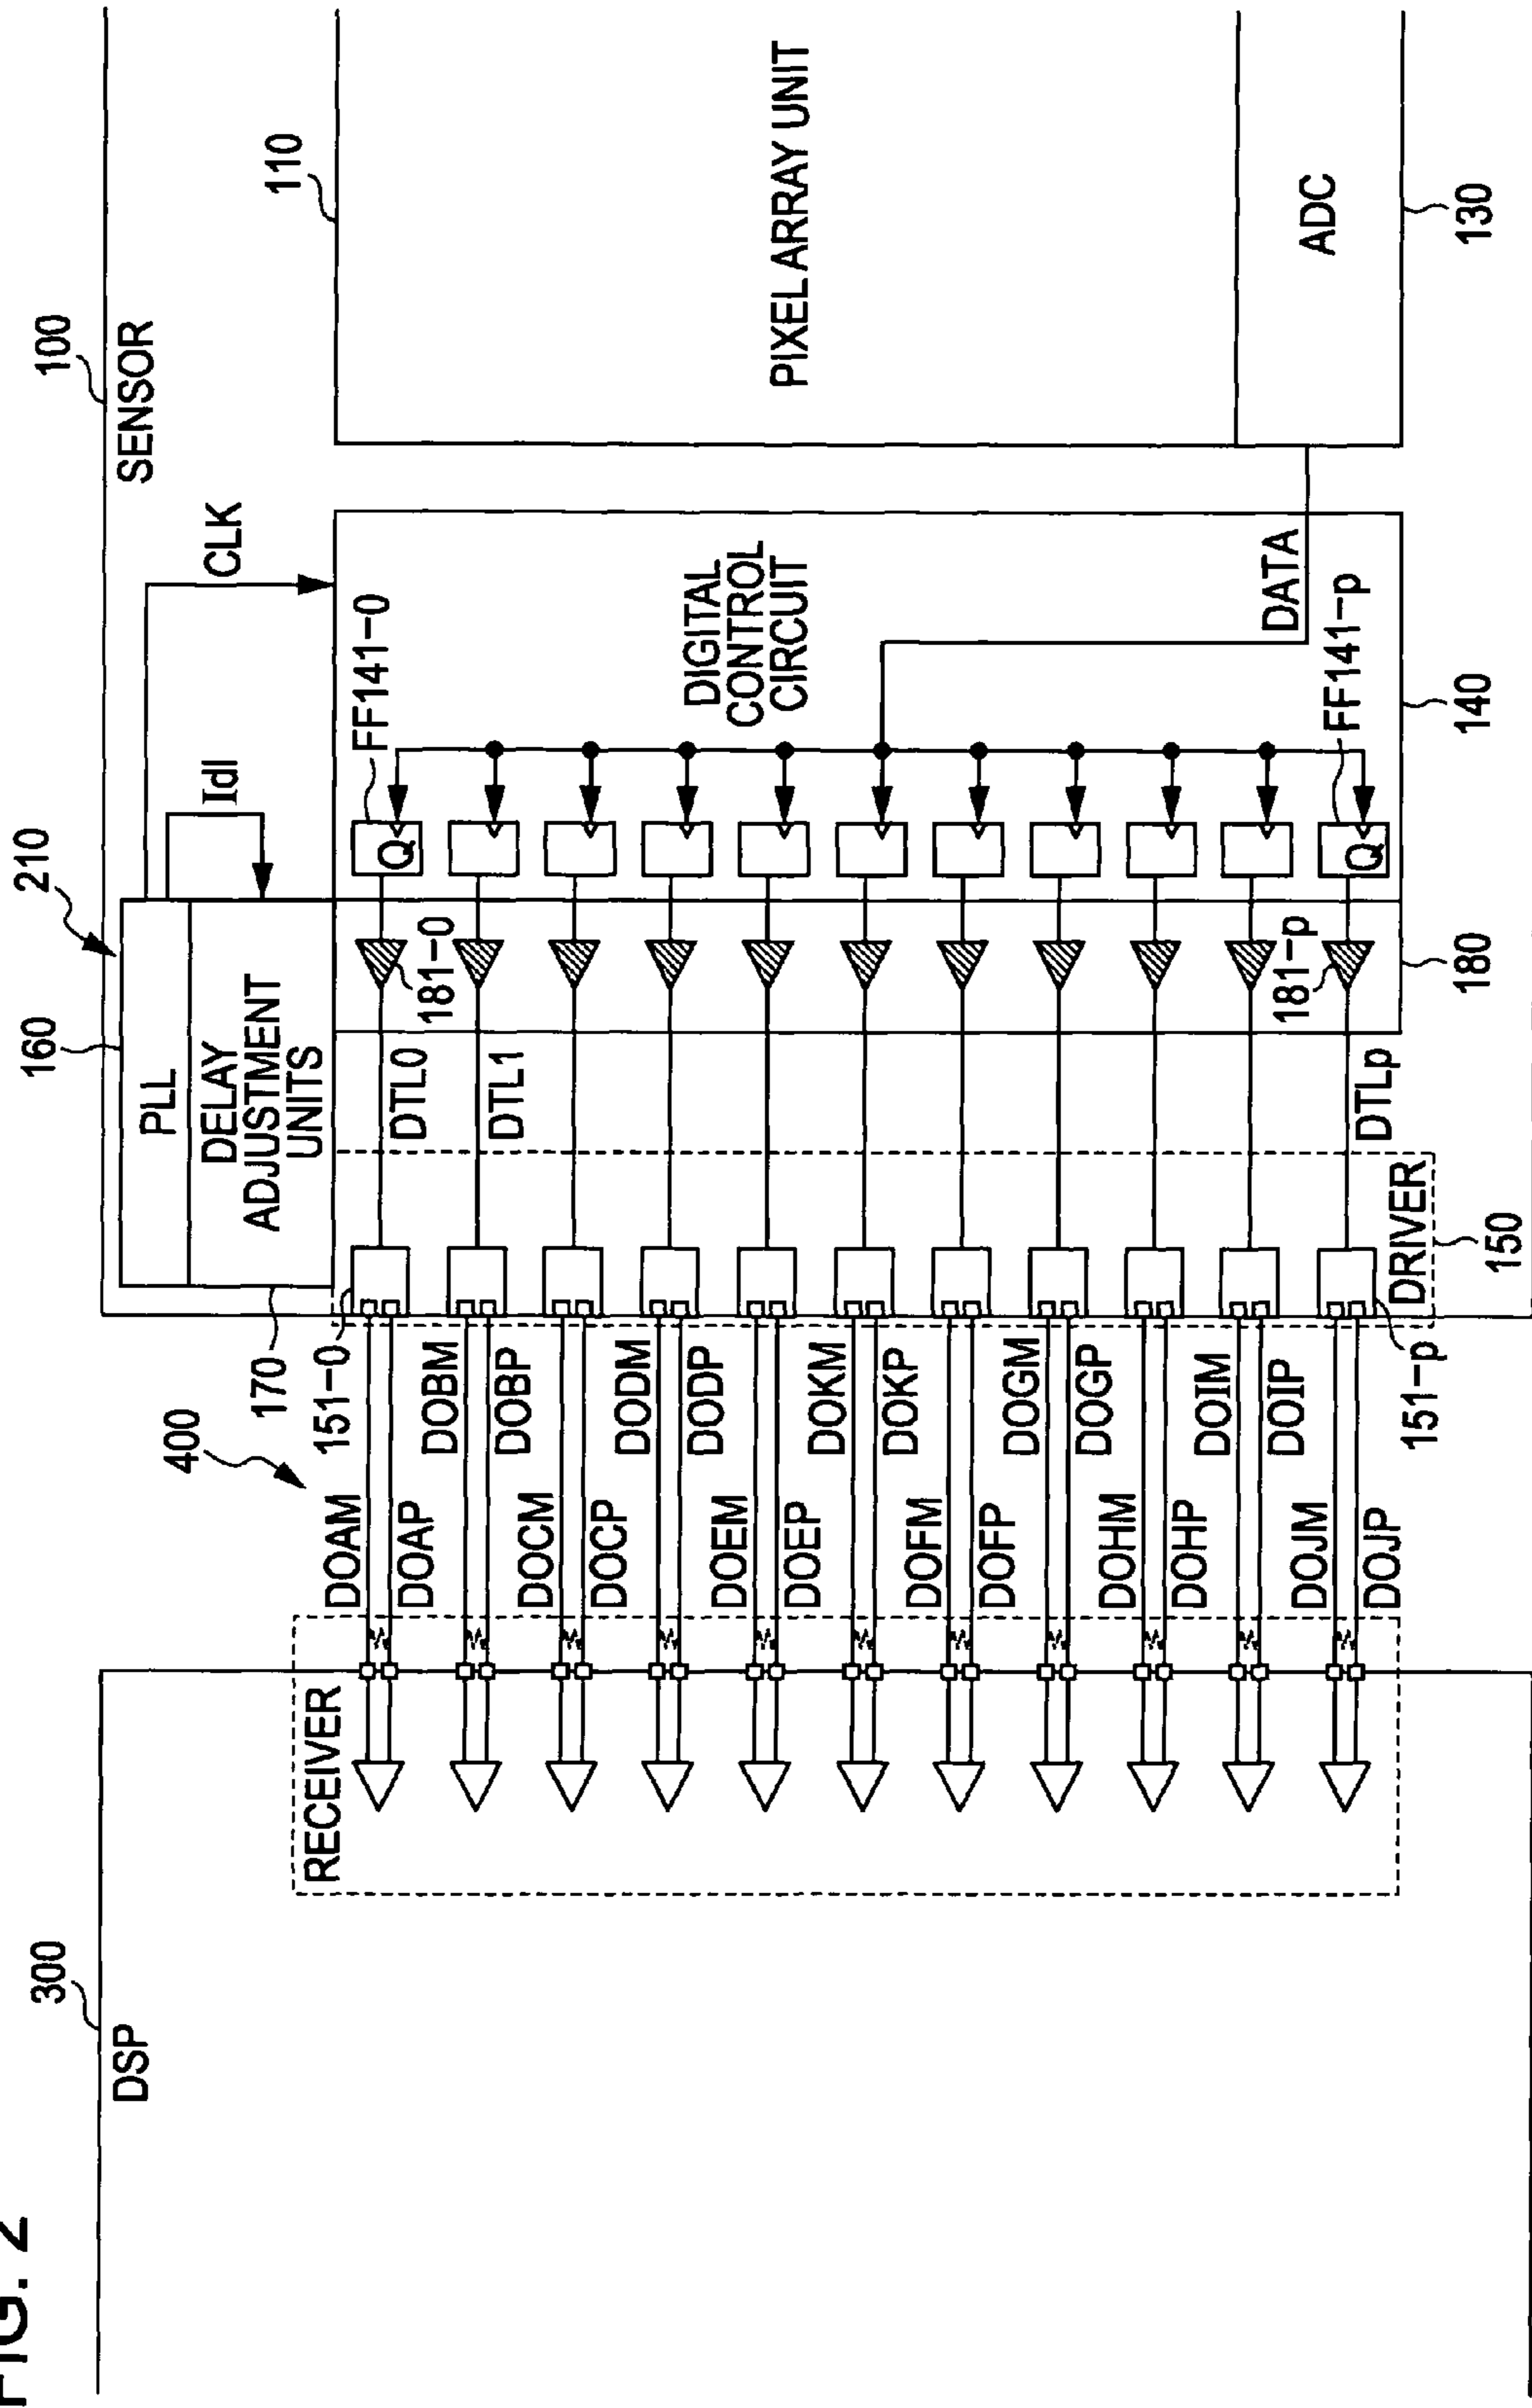 FIG. 2
300
DSP
RECEIVER
400
DOAM
DOAP
DOBM
DOBP
DOCM
DOCP
DODM
DODP
DOEM
DOEP
DOKM
DOKP
DOFM
DOFP
DOGM
DOGP
DOHM
DOHP
DOIM
DOIP
DOJM
DOJP
170
151-0
151-p
DRIVER
150
160
210
PLL
DELAY
ADJUSTMENT
UNITS
DTL0
DTL1
DTLp
181-0
181-p
180
Idl
CLK
100
SENSOR
FF141-0
Q
Q
FF141-p
DIGITAL
CONTROL
CIRCUIT
DATA
140
110
PIXEL ARRAY UNIT
ADC
130